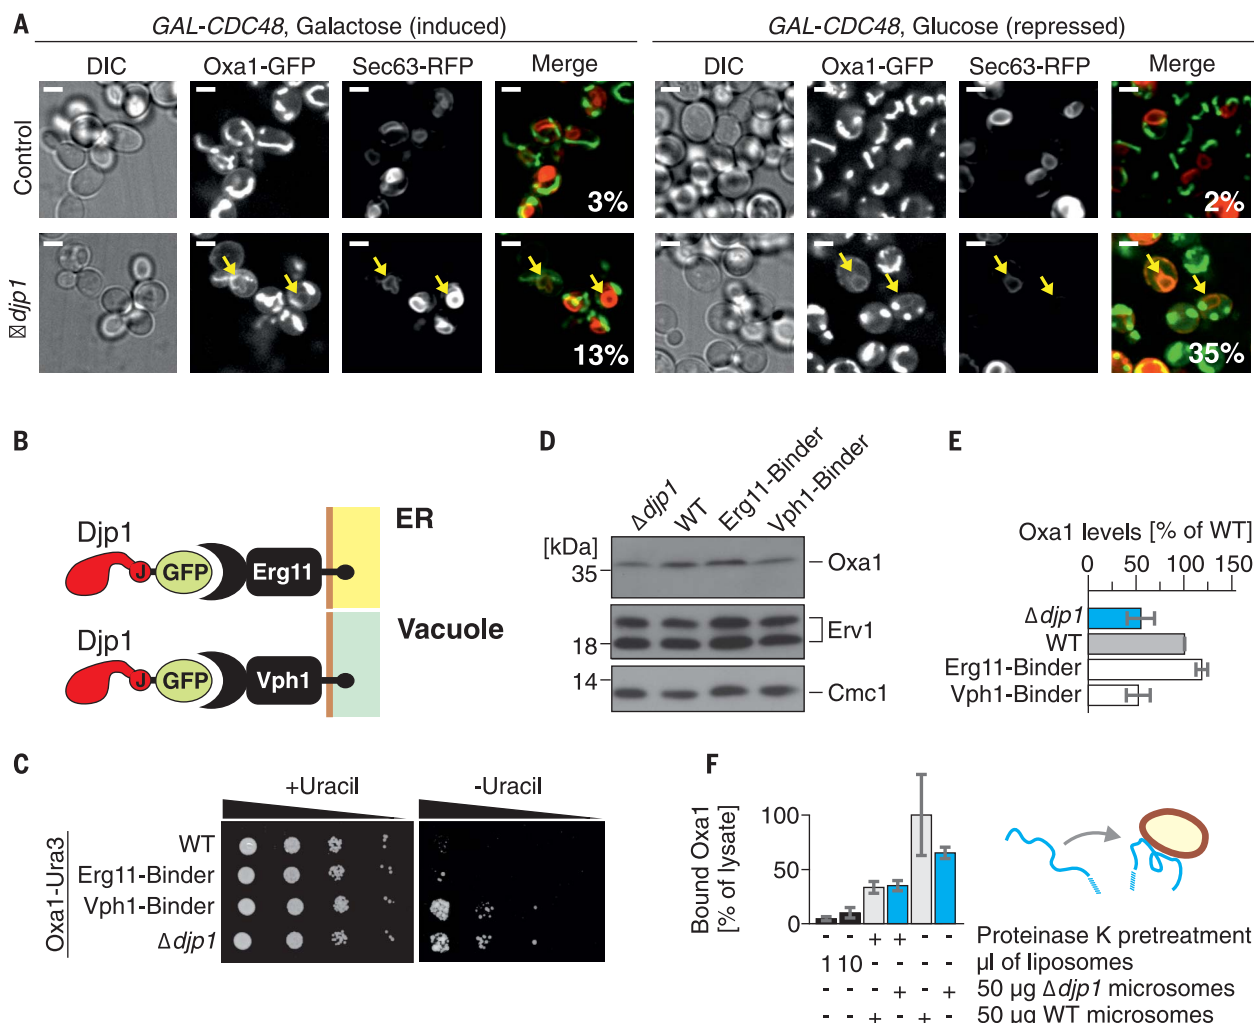 A
GAL-CDC48, Galactose (induced)
GAL-CDC48, Glucose (repressed)
DIC Oxa1-GFP Sec63-RFP Merge
DIC Oxa1-GFP Sec63-RFP Merge
Control
3%
2%
djp1
13%
35%
B
Djp1
J GFP Erg11
ER
Djp1
J GFP Vph1
Vacuole
C
+Uracil -Uracil
Oxa1-Ura3
WT
Erg11-Binder
Vph1-Binder
Δdjp1
D
Δdjp1
WT
Erg11-Binder
Vph1-Binder
[kDa]
35
Oxa1
18
Erv1
14
Cmc1
E
Oxa1 levels [% of WT]
0 50 100 150
Δdjp1
WT
Erg11-Binder
Vph1-Binder
F
Bound Oxa1
[% of lysate]
100
50
0
- - + + - - Proteinase K pretreatment
1 10 - - - - µl of liposomes
- - - + - + 50 µg Δdjp1 microsomes
- - + - + - 50 µg WT microsomes